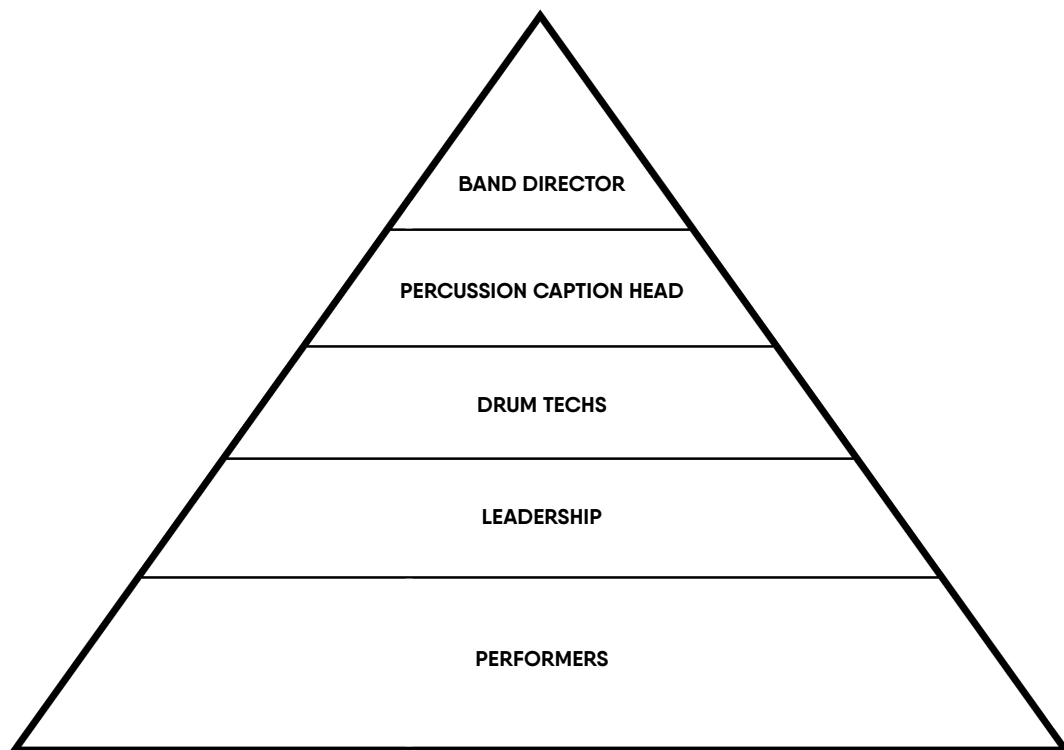 BAND DIRECTOR
PERCUSSION CAPTION HEAD
DRUM TECHS
LEADERSHIP
PERFORMERS